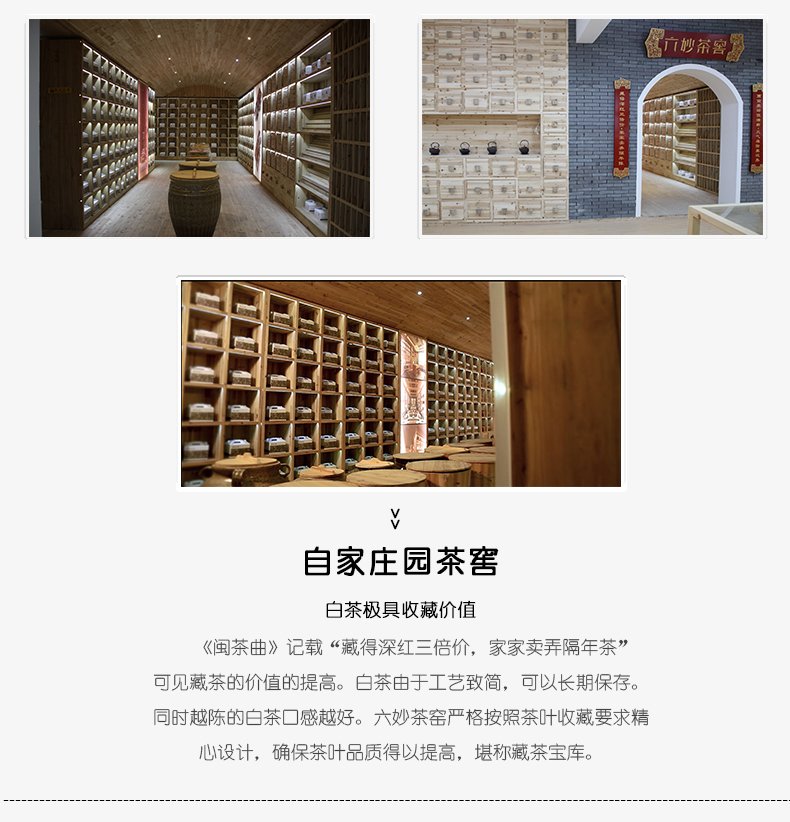 六妙茶窖
自家庄园茶窖
白茶极具收藏价值
《闽茶曲》记载“藏得深红三倍价，家家卖弄隔年茶”
可见藏茶的价值的提高。白茶由于工艺致简，可以长期保存。
同时越陈的白茶口感越好。六妙茶窖严格按照茶叶收藏要求精
心设计，确保茶叶品质得以提高，堪称藏茶宝库。